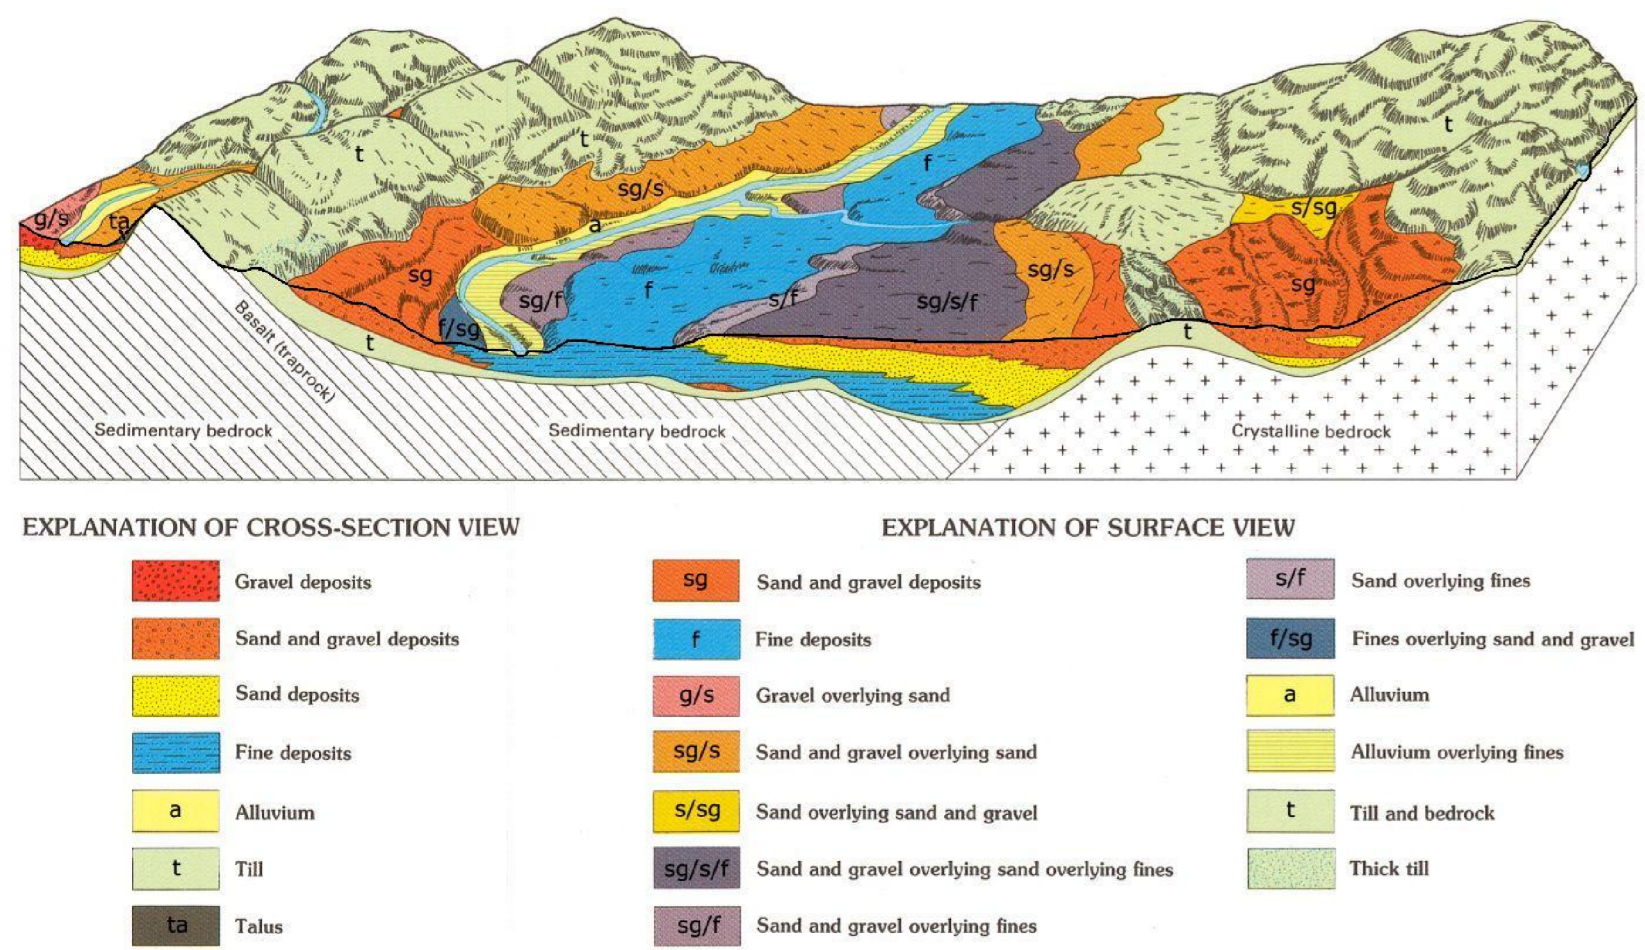 t
t
t
f
sg/s
g/s
ta
a
s/sg
sg
sg/s
sg
sg/f
f
s/f
sg/s/f
f/sg
t
t
Basalt (traprock)
Sedimentary bedrock
Sedimentary bedrock
Crystalline bedrock
EXPLANATION OF CROSS-SECTION VIEW
Gravel deposits
Sand and gravel deposits
Sand deposits
Fine deposits
a Alluvium
t Till
ta Talus
EXPLANATION OF SURFACE VIEW
sg Sand and gravel deposits
f Fine deposits
g/s Gravel overlying sand
sg/s Sand and gravel overlying sand
s/sg Sand overlying sand and gravel
sg/s/f Sand and gravel overlying sand overlying fines
sg/f Sand and gravel overlying fines
s/f Sand overlying fines
f/sg Fines overlying sand and gravel
a Alluvium
Alluvium overlying fines
t Till and bedrock
Thick till